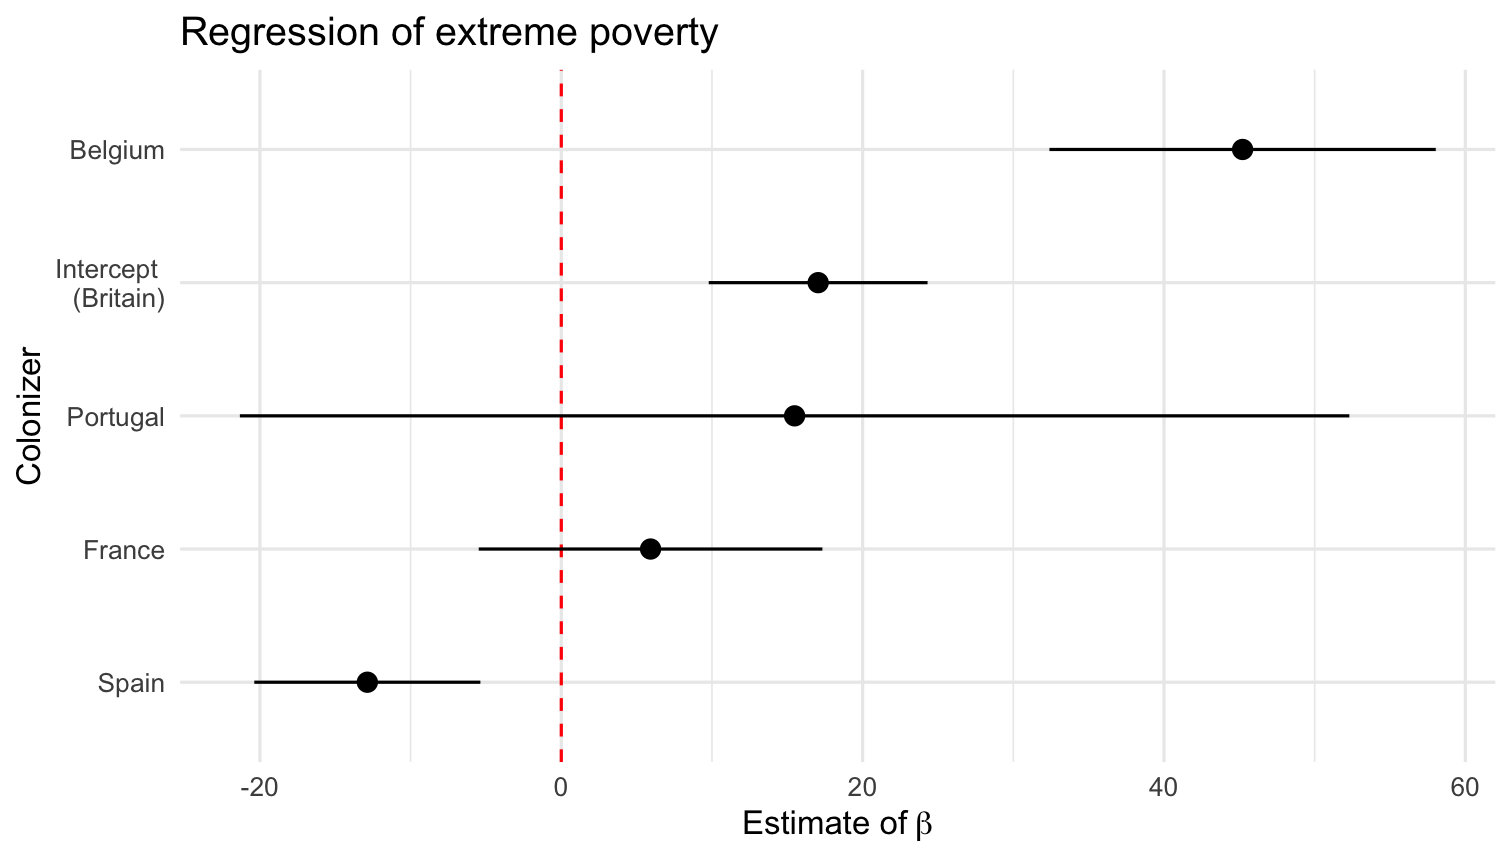 Regression of extreme poverty
Colonizer
Belgium
Intercept
(Britain)
Portugal
France
Spain
-20 0 20 40 60
Estimate of β